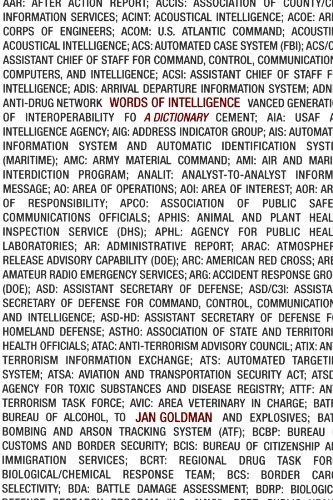 AAR: AFTER ACTION REPORT; ACCIS: ASSOCIATION OF COUNTY/C
INFORMATION SERVICES; ACINT: ACOUSTICAL INTELLIGENCE; ACOE: AR
CORPS OF ENGINEERS; ACOM: U.S. ATLANTIC COMMAND; ACOUSTI
ACOUSTICAL INTELLIGENCE; ACS: AUTOMATED CASE SYSTEM (FBI); ACS/C
ASSISTANT CHIEF OF STAFF FOR COMMAND, CONTROL, COMMUNICATION
COMPUTERS, AND INTELLIGENCE; ACSI: ASSISTANT CHIEF OF STAFF F
INTELLIGENCE; ADIS: ARRIVAL DEPARTURE INFORMATION SYSTEM; ADN
ANTI-DRUG NETWORK WORDS OF INTELLIGENCE VANCED GENERATI
OF INTEROPERABILITY FO A DICTIONARY CEMENT; AIA: USAF A
INTELLIGENCE AGENCY; AIG: ADDRESS INDICATOR GROUP; AIS: AUTOMAT
INFORMATION SYSTEM AND AUTOMATIC IDENTIFICATION SYSTE
(MARITIME); AMC: ARMY MATERIAL COMMAND; AMI: AIR AND MARI
INTERDICTION PROGRAM; ANALIT: ANALYST-TO-ANALYST INFORM
MESSAGE; AO: AREA OF OPERATIONS; AOI: AREA OF INTEREST; AOR: AR
OF RESPONSIBILITY; APCO: ASSOCIATION OF PUBLIC SAFE
COMMUNICATIONS OFFICIALS; APHIS: ANIMAL AND PLANT HEAL
INSPECTION SERVICE (DHS); APHL: AGENCY FOR PUBLIC HEAL
LABORATORIES; AR: ADMINISTRATIVE REPORT; ARAC: ATMOSPHER
RELEASE ADVISORY CAPABILITY (DOE); ARC: AMERICAN RED CROSS; ARE
AMATEUR RADIO EMERGENCY SERVICES; ARG: ACCIDENT RESPONSE GRO
(DOE); ASD: ASSISTANT SECRETARY OF DEFENSE; ASD/C3I: ASSISTA
SECRETARY OF DEFENSE FOR COMMAND, CONTROL, COMMUNICATION
AND INTELLIGENCE; ASD-HD: ASSISTANT SECRETARY OF DEFENSE F
HOMELAND DEFENSE; ASTHO: ASSOCIATION OF STATE AND TERRITORI
HEALTH OFFICIALS; ATAC: ANTI-TERRORISM ADVISORY COUNCIL; ATIX: AN
TERRORISM INFORMATION EXCHANGE; ATS: AUTOMATED TARGETI
SYSTEM; ATSA: AVIATION AND TRANSPORTATION SECURITY ACT; ATSD
AGENCY FOR TOXIC SUBSTANCES AND DISEASE REGISTRY; ATTF: AN
TERRORISM TASK FORCE; AVIC: AREA VETERINARY IN CHARGE; BAT
BUREAU OF ALCOHOL, TO JAN GOLDMAN AND EXPLOSIVES; BAT
BOMBING AND ARSON TRACKING SYSTEM (ATF); BCBP: BUREAU
CUSTOMS AND BORDER SECURITY; BCIS: BUREAU OF CITIZENSHIP A
IMMIGRATION SERVICES; BCRT: REGIONAL DRUG TASK FOR
BIOLOGICAL/CHEMICAL RESPONSE TEAM; BCS: BORDER CAR
SELECTIVITY; BDA: BATTLE DAMAGE ASSESSMENT; BDRP: BIOLOGIC